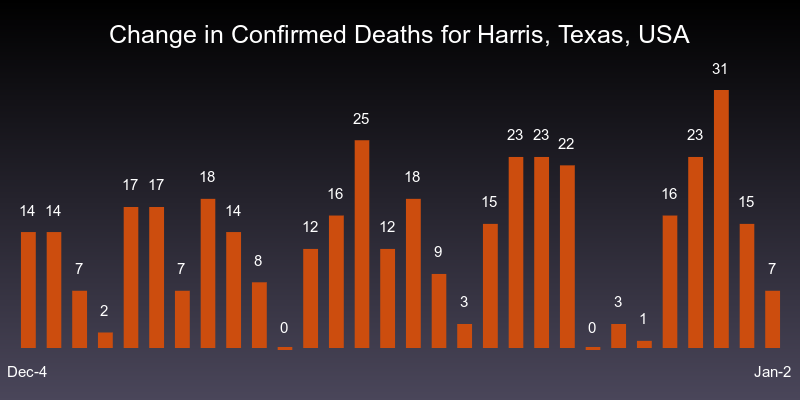 Change in Confirmed Deaths for Harris, Texas, USA
14 14 7 2 17 17 7 18 14 8 0 12 16 25 12 18 9 3 15 23 23 22 0 3 1 16 23 31 15 7
Dec-4 Jan-2